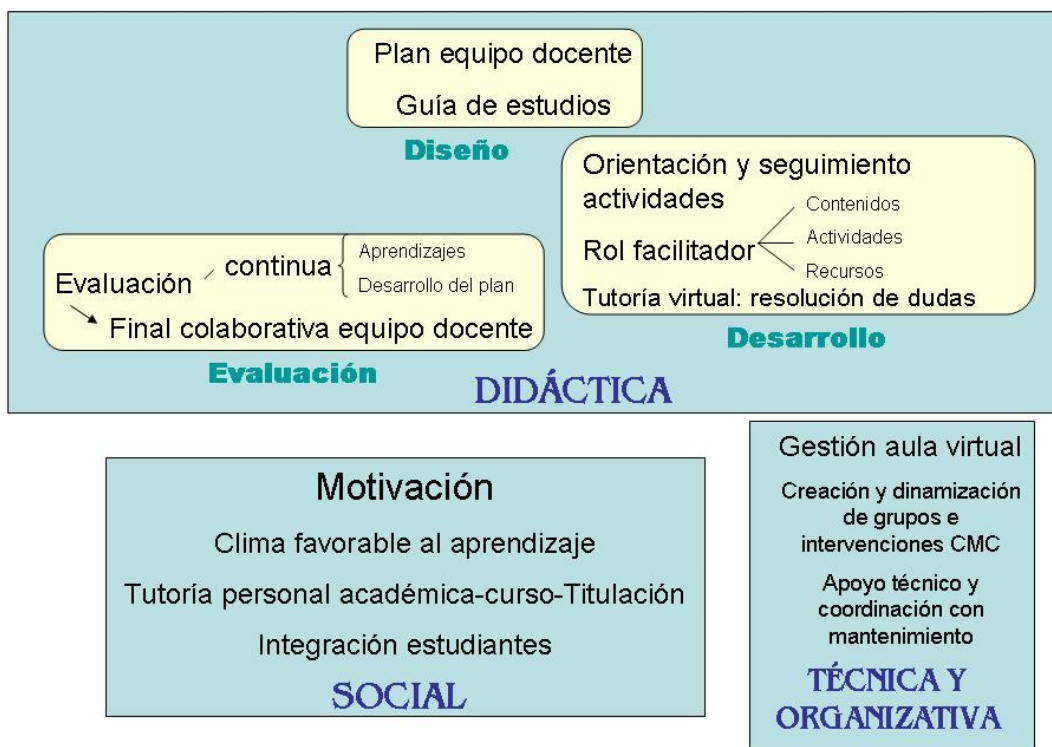 Plan equipo docente
Guía de estudios
Diseño
Orientación y seguimiento
actividades
Contenidos
Rol facilitador
Actividades
Recursos
Tutoría virtual: resolución de dudas
Desarrollo
Evaluación
continua
Aprendizajes
Desarrollo del plan
Final colaborativa equipo docente
Evaluación
DIDÁCTICA
Motivación
Clima favorable al aprendizaje
Tutoría personal académica-curso-Titulación
Integración estudiantes
SOCIAL
Gestión aula virtual
Creación y dinamización
de grupos e
intervenciones CMC
Apoyo técnico y
coordinación con
mantenimiento
TÉCNICA Y
ORGANIZATIVA